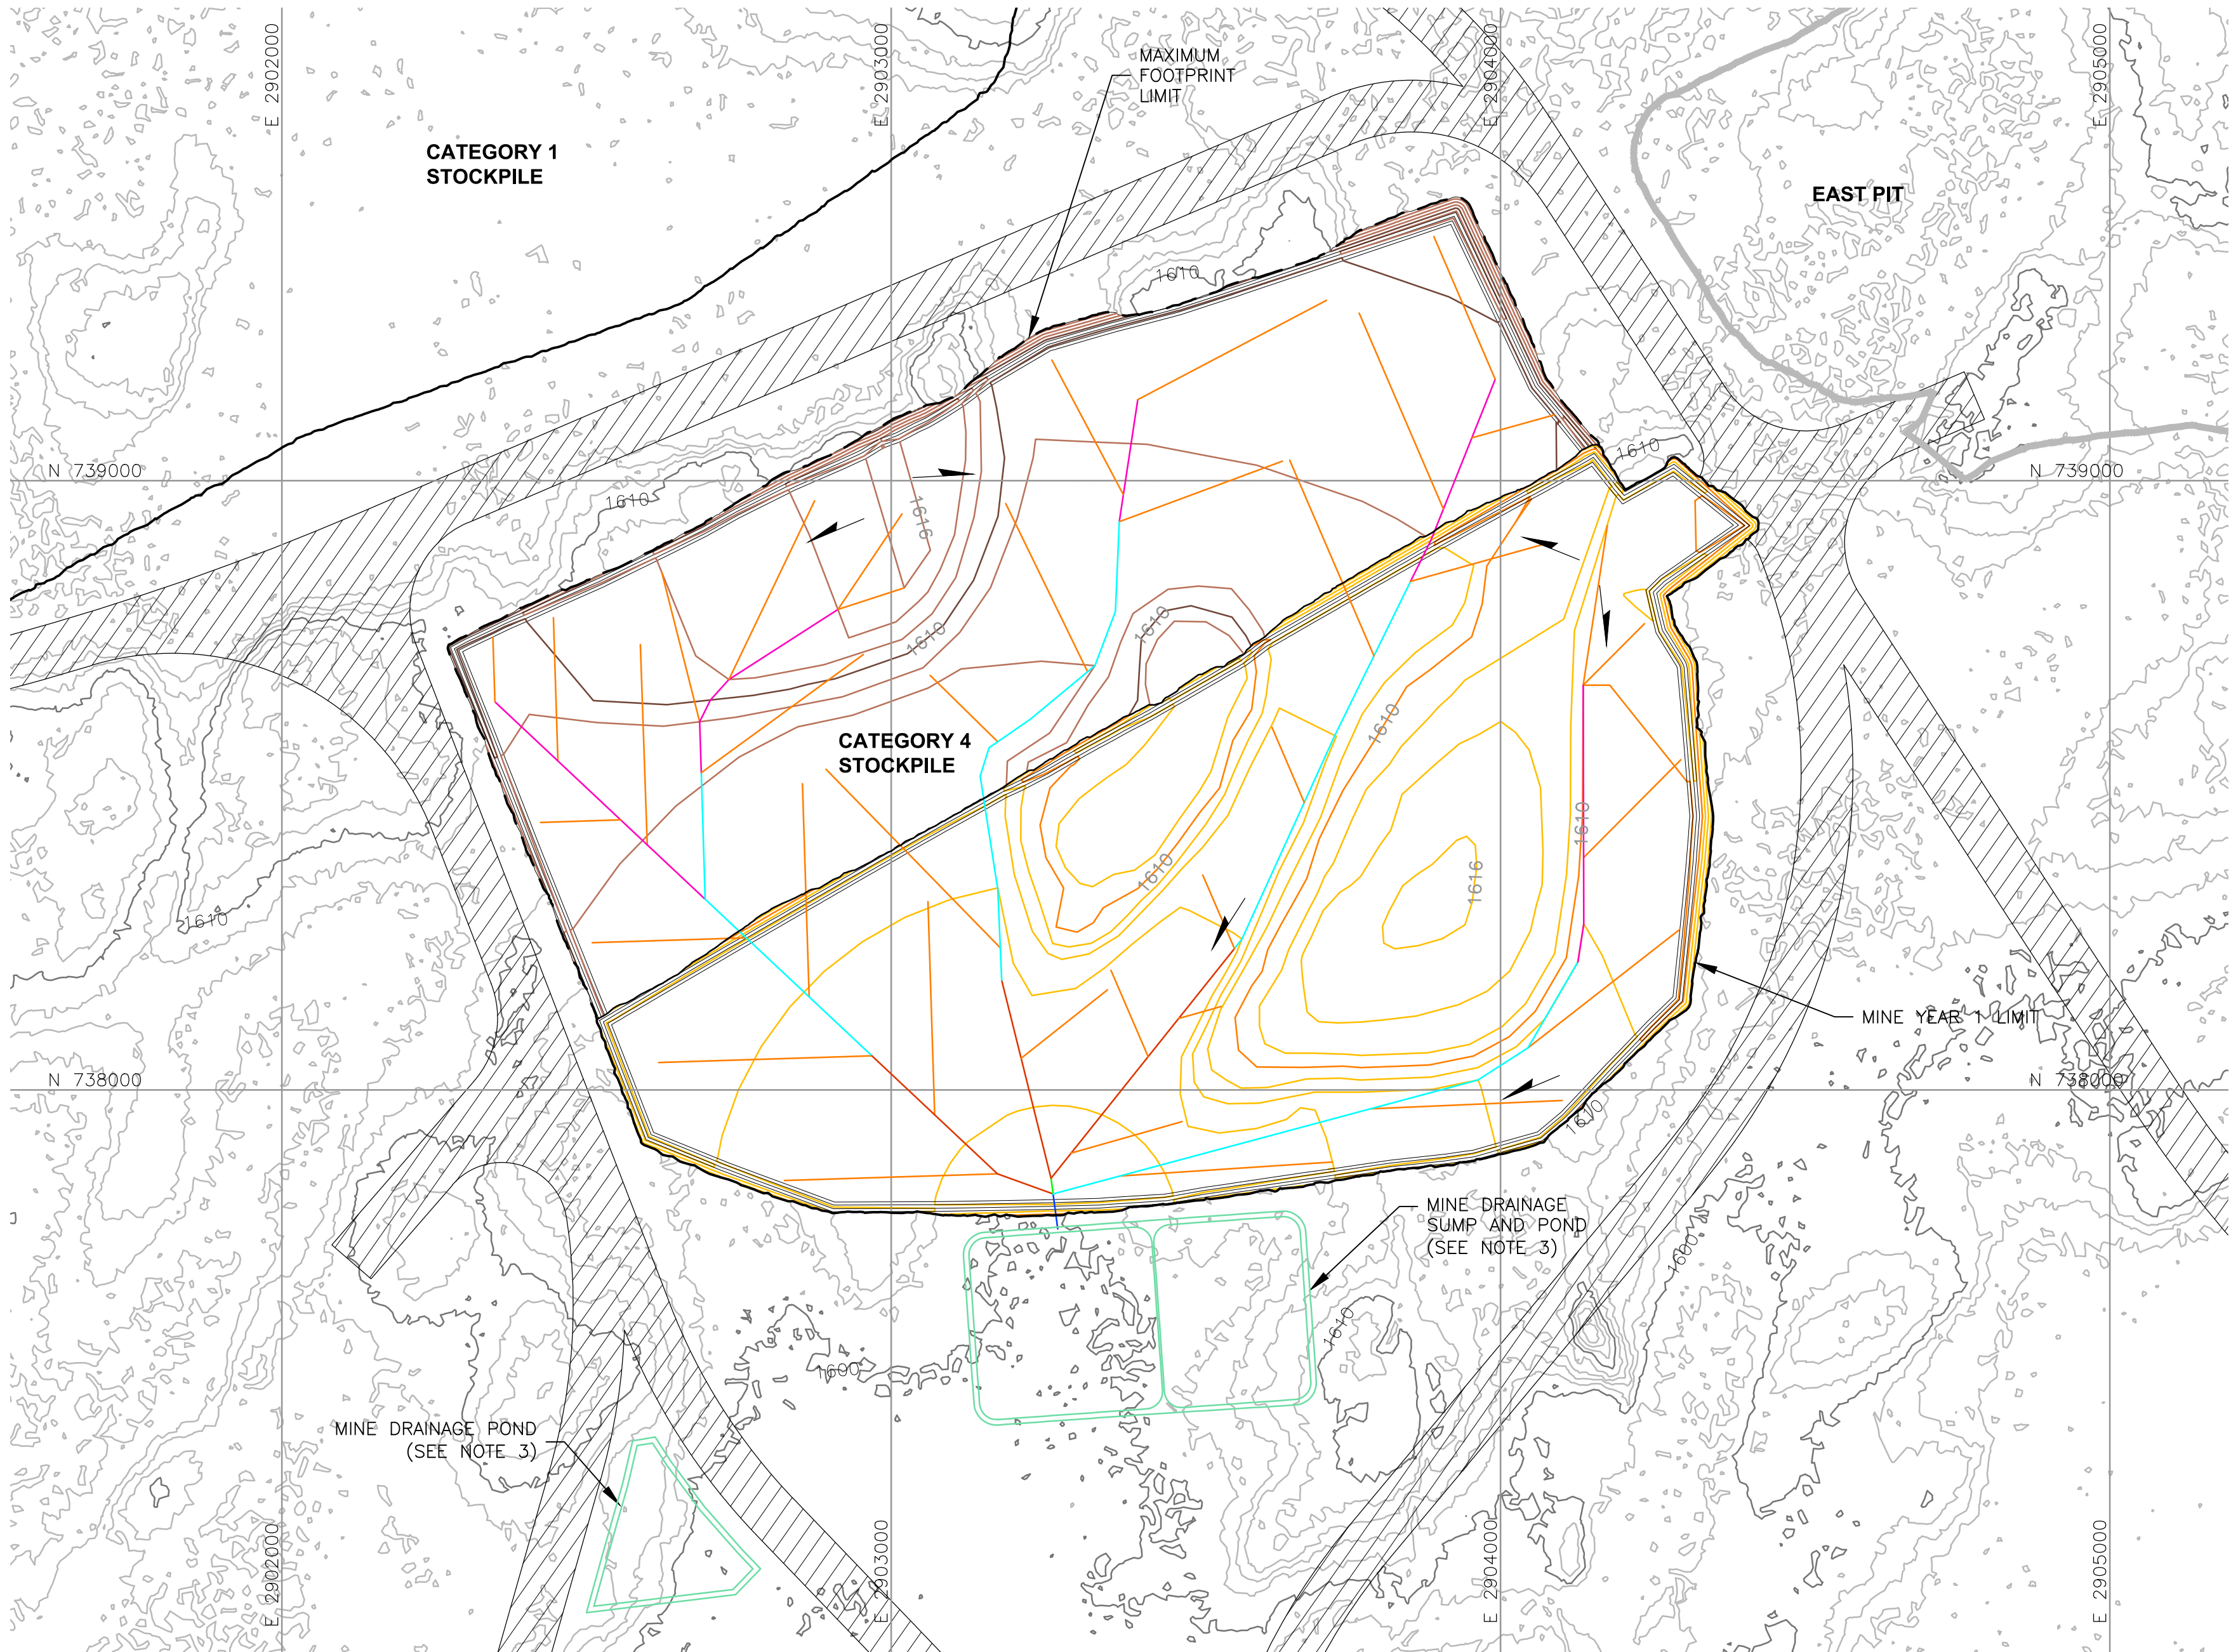 E 2902000
E 2903000
E 2904000
E 2905000
MAXIMUM
FOOTPRINT
LIMIT
CATEGORY 1
STOCKPILE
EAST PIT
1610
N 739000
1610
N 739000
1610
1616
1610
1610
1610
CATEGORY 4
STOCKPILE
1610
1610
1616
1610
MINE YEAR 1 LIMIT
N 738000
N 738000
1610
MINE DRAINAGE
SUMP AND POND
(SEE NOTE 3)
1600
1610
1600
MINE DRAINAGE POND
(SEE NOTE 3)
E 2902000
E 2903000
E 2904000
E 2905000